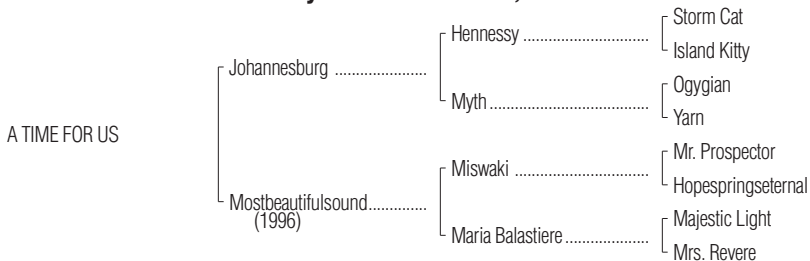 Storm Cat
Hennessy
Island Kitty
Johannesburg
Ogygian
Myth
Yarn
A TIME FOR US
Mr. Prospector
Miswaki
Hopespringseternal
Mostbeautifulsound
(1996)
Majestic Light
Maria Balastiere
Mrs. Revere